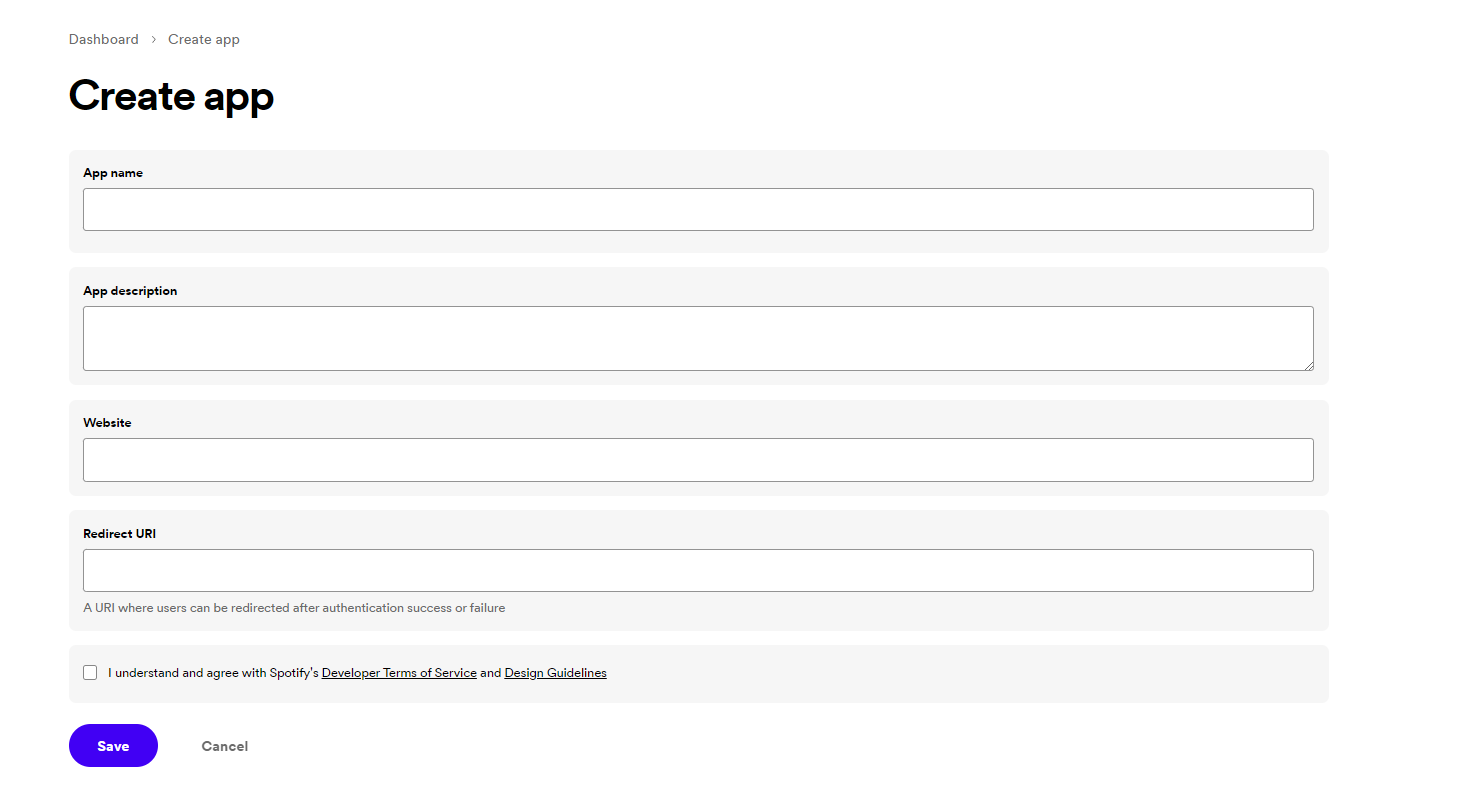 Dashboard > Create app
Create app
App name
App description
Website
Redirect URI
A URI where users can be redirected after authentication success or failure
I understand and agree with Spotify's Developer Terms of Service and Design Guidelines
Save Cancel